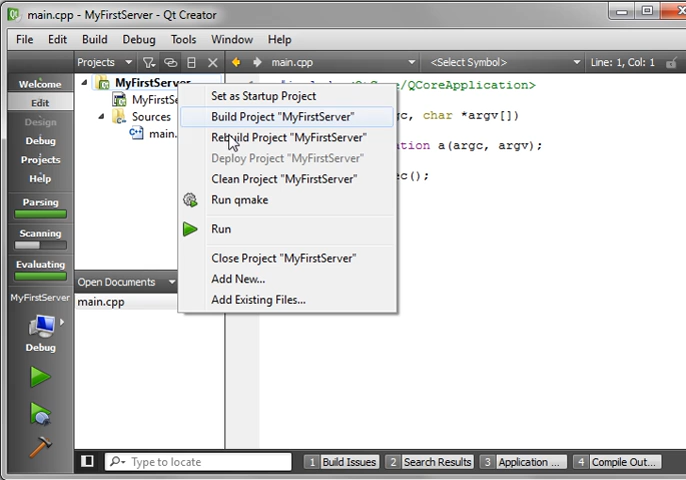 main.cpp - MyFirstServer - Qt Creator
File Edit Build Debug Tools Window Help
Projects
main.cpp
<Select Symbol>
Line: 1, Col: 1
Welcome
Edit
Design
Debug
Projects
Help
Parsing
Scanning
Evaluating
MyFirstServer
Debug
MyFirstServer
MyFirstSe
Sources
main.
Open Documents
main.cpp
Set as Startup Project
Build Project "MyFirstServer"
Rebuild Project "MyFirstServer"
Deploy Project "MyFirstServer"
Clean Project "MyFirstServer"
Run qmake
Run
Close Project "MyFirstServer"
Add New...
Add Existing Files...
/QCoreApplication>
c, char *argv[])
ation a(argc, argv);
ec();
Type to locate
1 Build Issues
2 Search Results
3 Application ...
4 Compile Out...